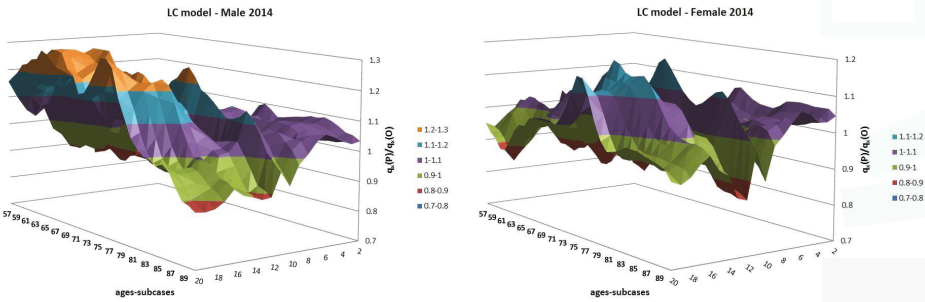 LC model - Male 2014
1.3
1.2
1.1
1
0.9
0.8
0.7
qx(P)/qx(O)
1.2-1.3
1.1-1.2
1-1.1
0.9-1
0.8-0.9
0.7-0.8
57 59 61 63 65 67 69 71 73 75 77 79 81 83 85 87 89
20 18 16 14 12 10 8 6 4 2
ages-subcases
LC model - Female 2014
1.2
1.1
1
0.9
0.8
0.7
qx(P)/qx(O)
1.1-1.2
1-1.1
0.9-1
0.8-0.9
0.7-0.8
57 59 61 63 65 67 69 71 73 75 77 79 81 83 85 87 89
20 18 16 14 12 10 8 6 4 2
ages-subcases